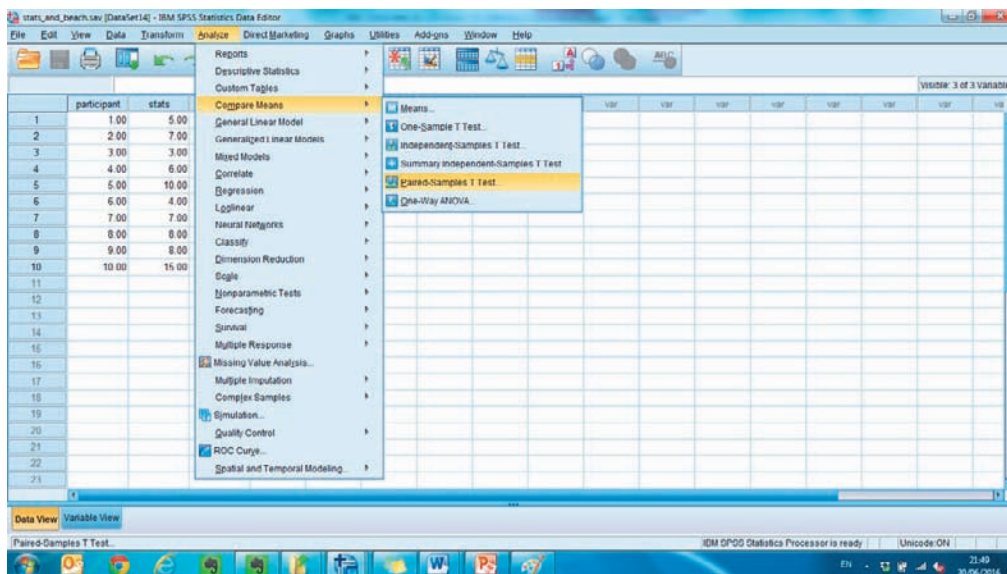 stats_and_beach.sav [DataSet14] - IBM SPSS Statistics Data Editor
File Edit View Data Transform Analyze Direct Marketing Graphs Utilities Add-ons Window Help
Visible: 3 of 3 Variable
participant stats var var var var var var
1 1.00 5.00
2 2.00 7.00
3 3.00 3.00
4 4.00 6.00
5 5.00 10.00
6 6.00 4.00
7 7.00 7.00
8 8.00 8.00
9 9.00 8.00
10 10.00 15.00
11
12
13
14
15
16
17
18
19
20
21
22
23
Reports
Descriptive Statistics
Custom Tables
Compare Means
General Linear Model
Generalized Linear Models
Mixed Models
Correlate
Regression
Loglinear
Neural Networks
Classify
Dimension Reduction
Scale
Nonparametric Tests
Forecasting
Survival
Multiple Response
Missing Value Analysis...
Multiple Imputation
Complex Samples
Simulation...
Quality Control
ROC Curve...
Spatial and Temporal Modeling...
Means...
One-Sample T Test...
Independent-Samples T Test...
Summary Independent-Samples T Test
Paired-Samples T Test...
One-Way ANOVA...
Data View Variable View
Paired-Samples T Test... IBM SPSS Statistics Processor is ready Unicode:ON
EN 21:49
30/06/2016